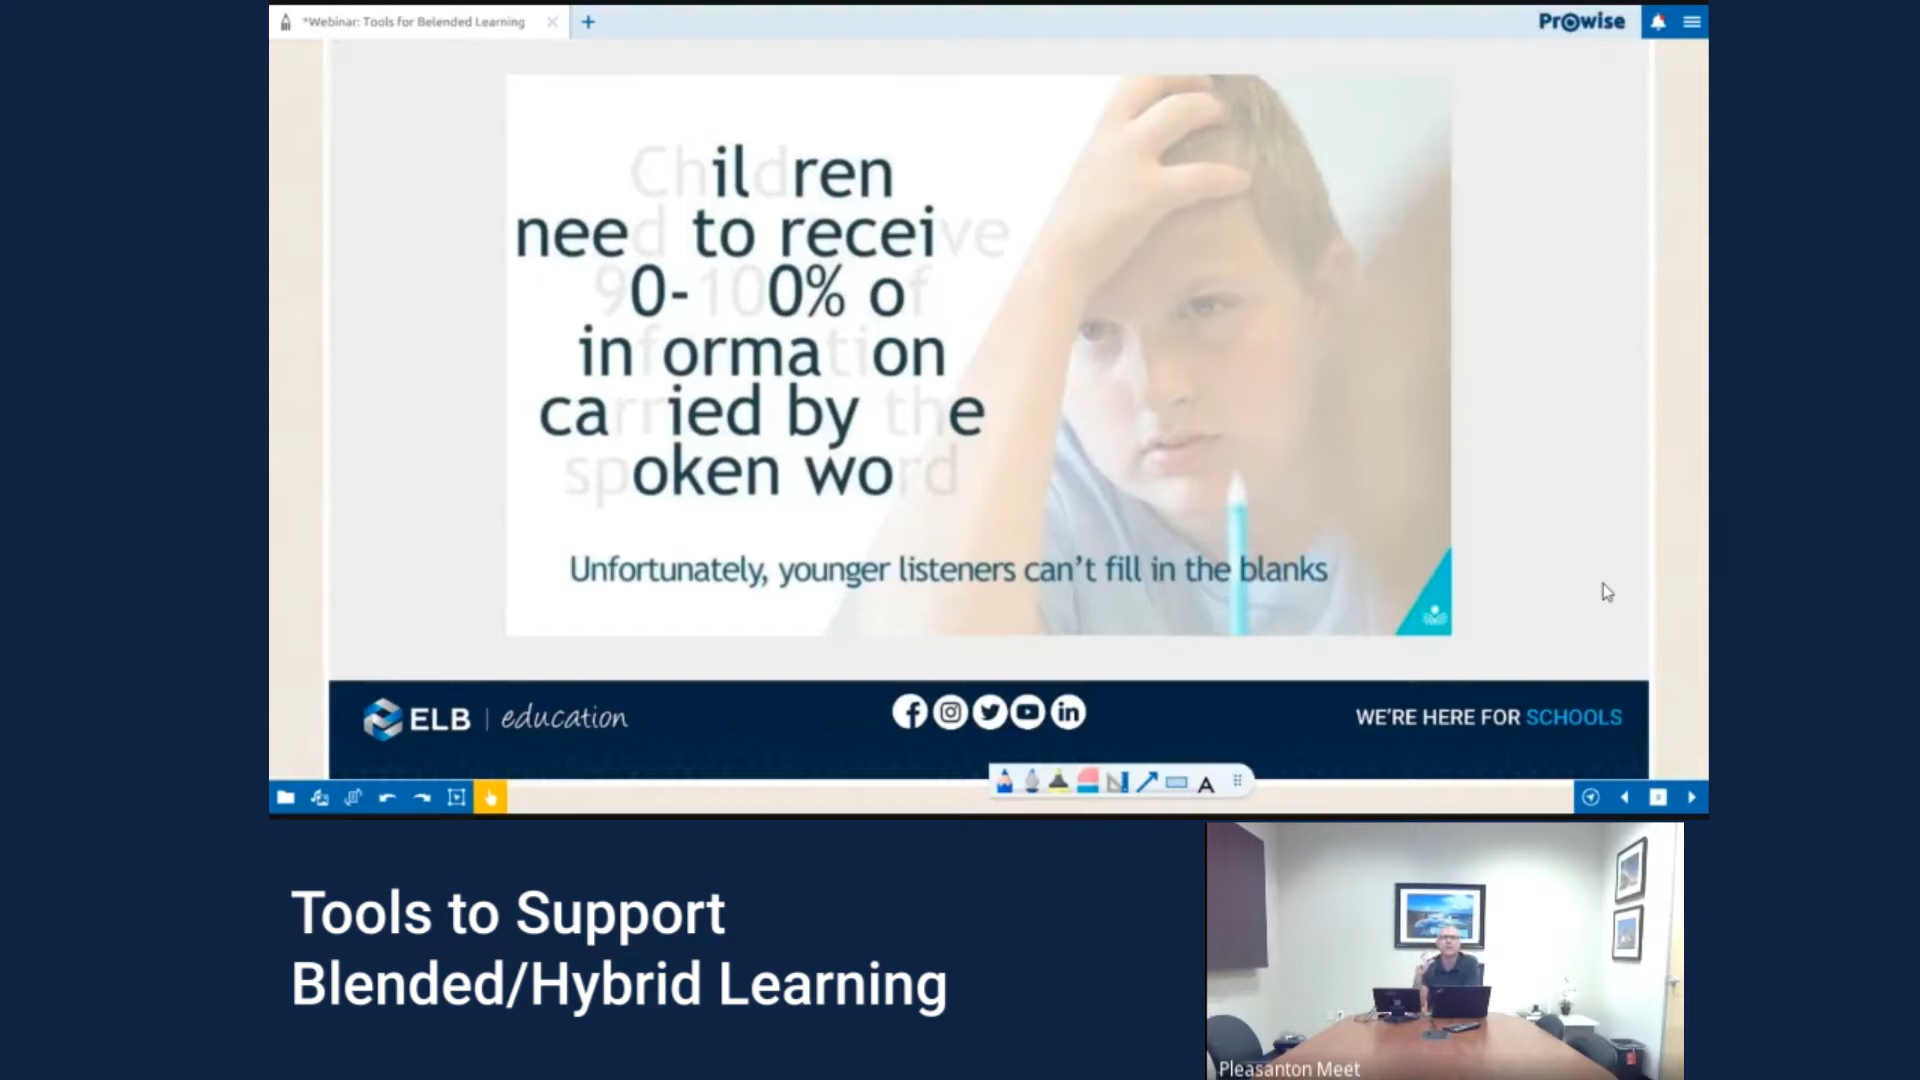 *Webinar: Tools for Belended Learning
Prowise
Children
need to receive
90-100% of
information
carried by the
spoken word
Unfortunately, younger listeners can't fill in the blanks
ELB | education
WE'RE HERE FOR SCHOOLS
A
Tools to Support
Blended/Hybrid Learning
Pleasanton Meet